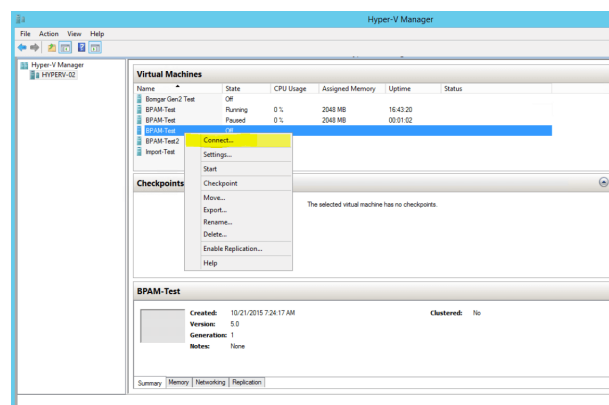 Hyper-V Manager
File Action View Help
Hyper-V Manager
HYPERV-02
Virtual Machines
Name State CPU Usage Assigned Memory Uptime Status
Bomgar Gen2 Test Off
BPAM-Test Running 0 % 2048 MB 16:43:20
BPAM-Test Paused 0 % 2048 MB 00:01:02
BPAM-Test Off
BPAM-Test2
Import-Test
Connect...
Settings...
Start
Checkpoint
Move...
Export...
Rename...
Delete...
Enable Replication...
Help
Checkpoints
The selected virtual machine has no checkpoints.
BPAM-Test
Created: 10/21/2015 7:24:17 AM Clustered: No
Version: 5.0
Generation: 1
Notes: None
Summary Memory Networking Replication